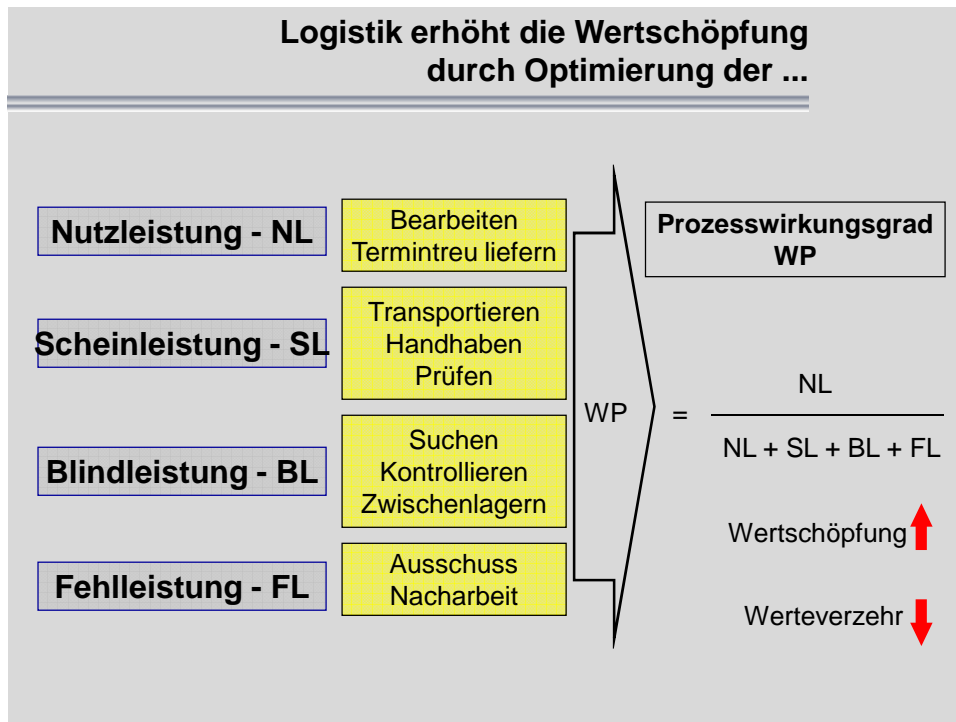 Logistik erhöht die Wertschöpfung
durch Optimierung der ...
Nutzleistung - NL
Bearbeiten
Termintreu liefern
Scheinleistung - SL
Transportieren
Handhaben
Prüfen
Blindleistung - BL
Suchen
Kontrollieren
Zwischenlagern
Fehlleistung - FL
Ausschuss
Nacharbeit
Prozesswirkungsgrad
WP
WP =
NL
NL + SL + BL + FL
Wertschöpfung
Werteverzehr